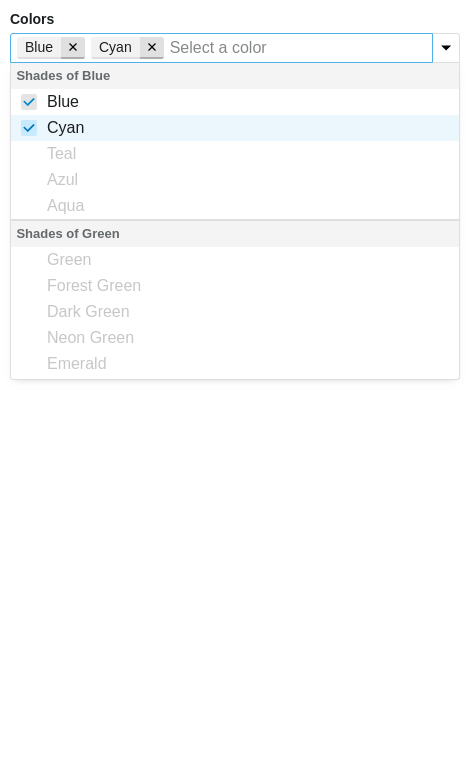 Colors
Blue ✕ Cyan ✕ Select a color
Shades of Blue
Blue
Cyan
Teal
Azul
Aqua
Shades of Green
Green
Forest Green
Dark Green
Neon Green
Emerald